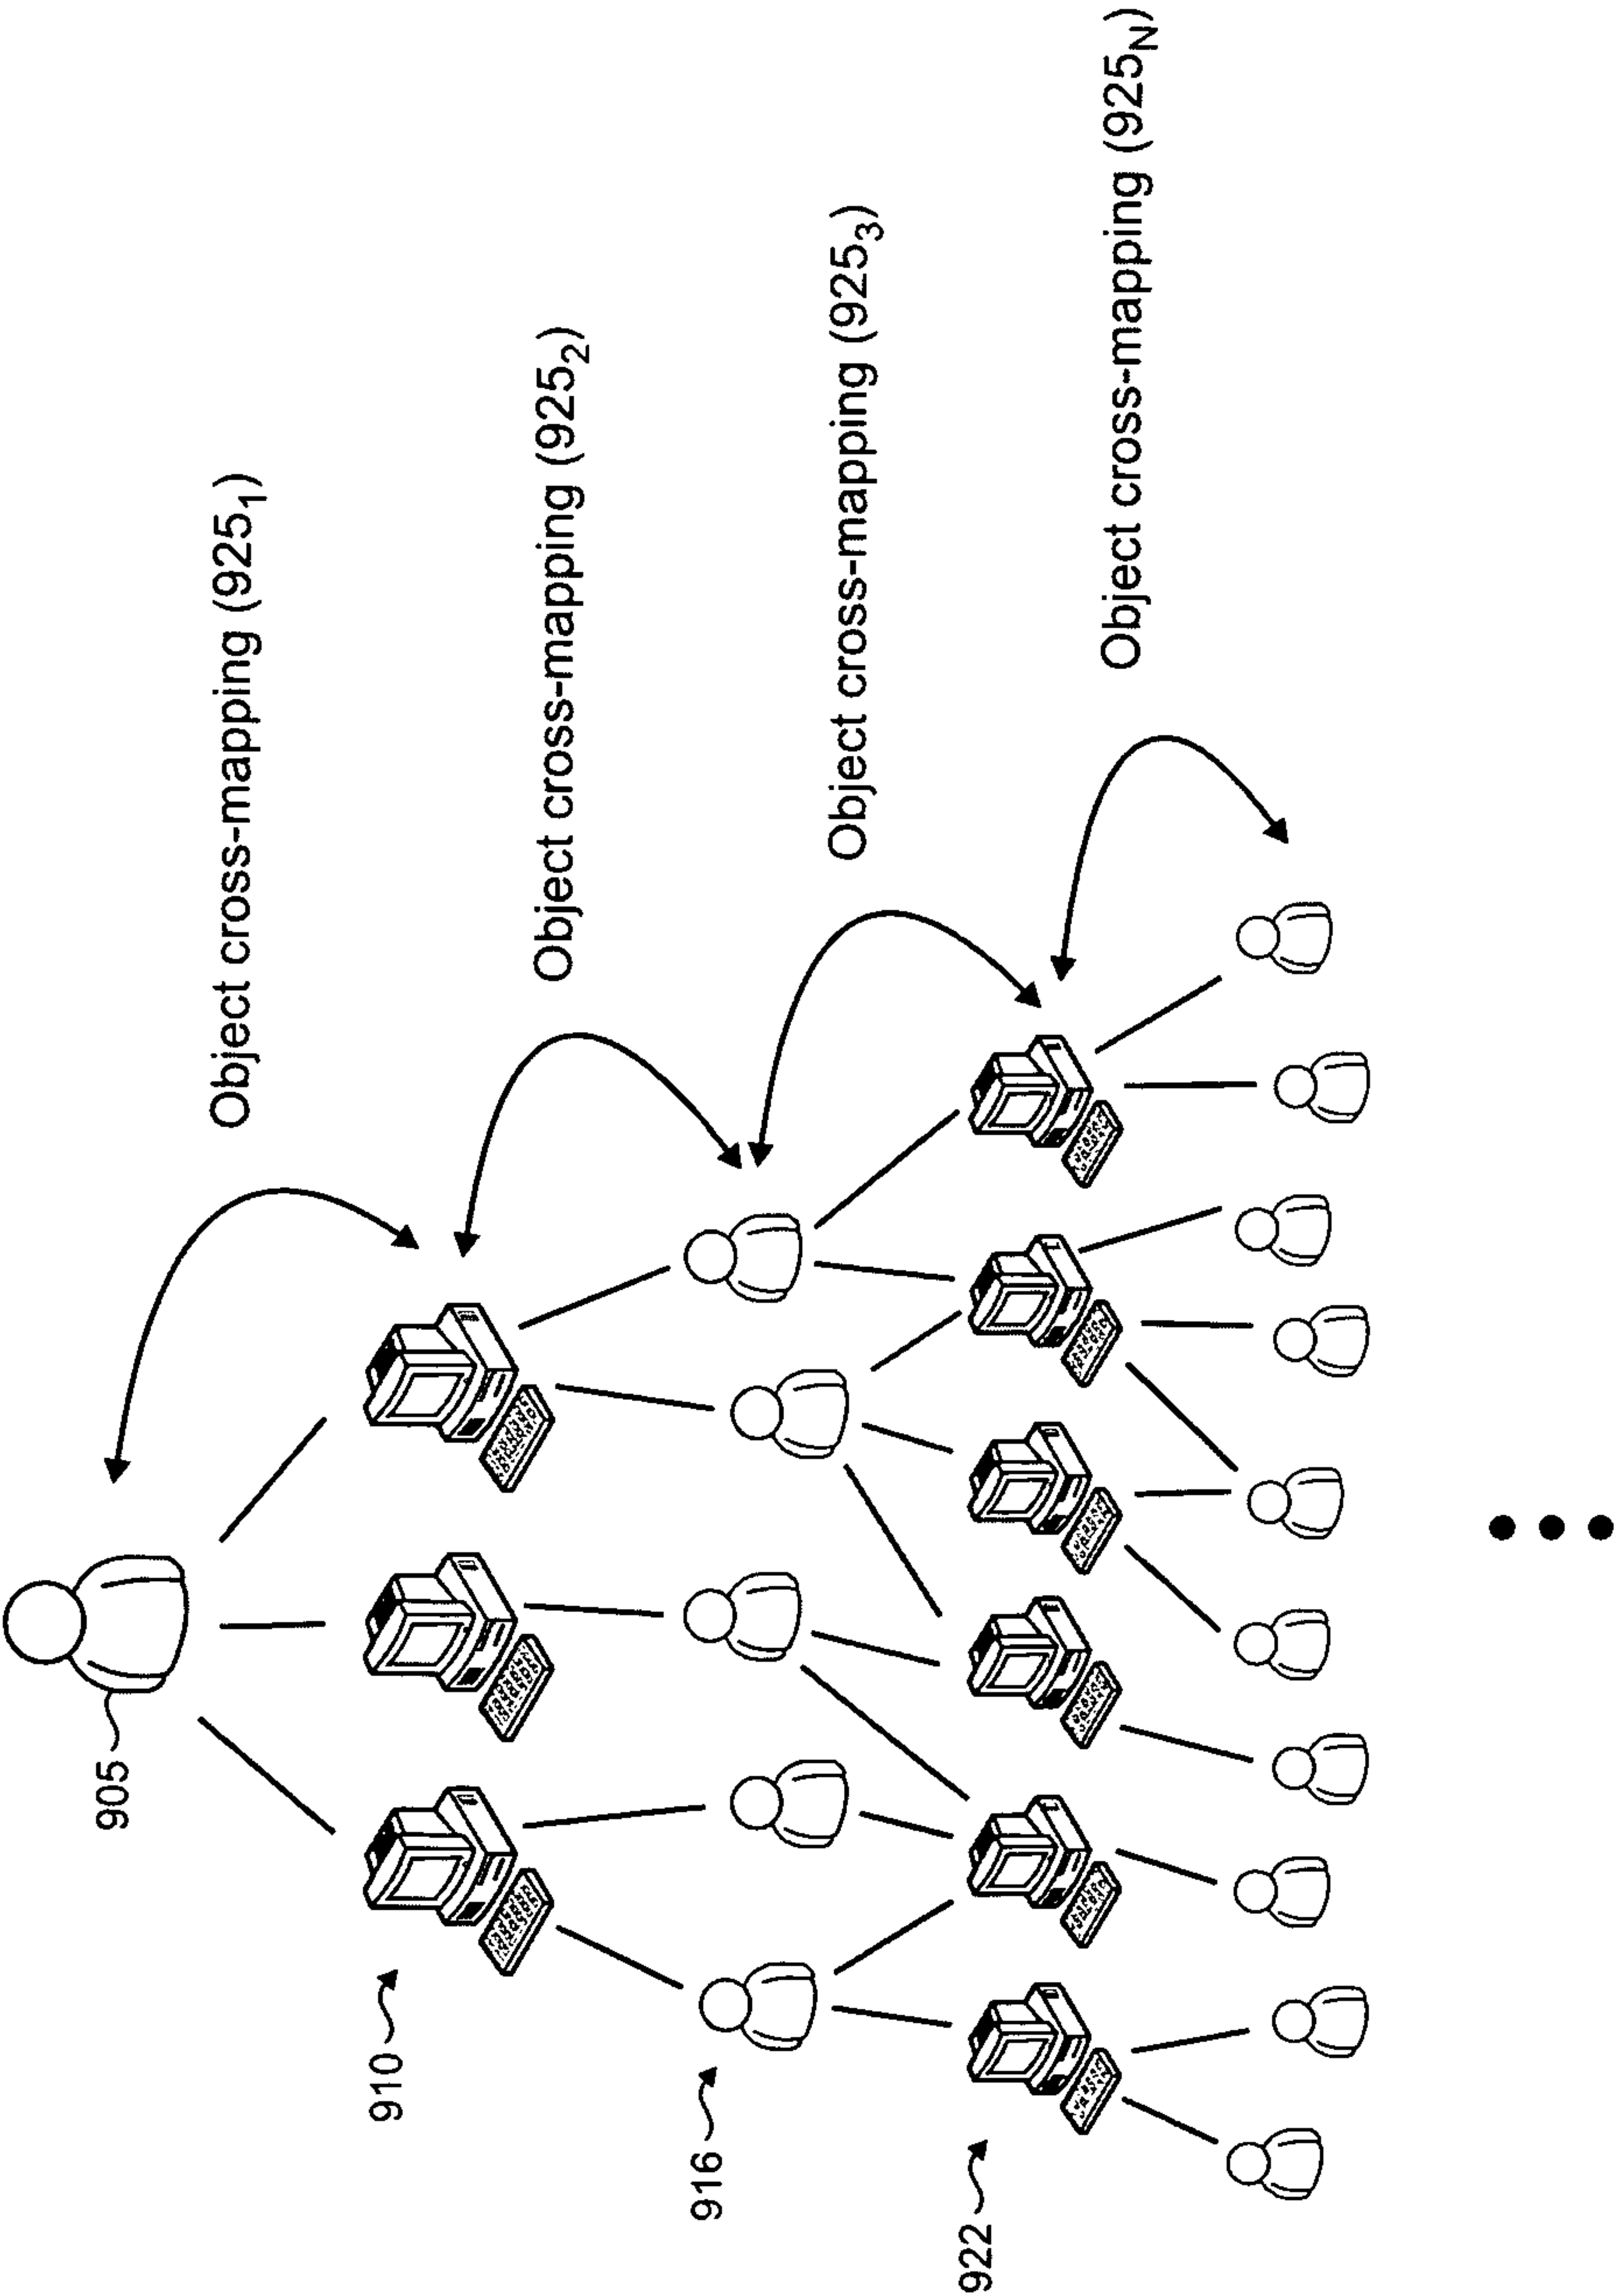 Object cross-mapping (925₁)
Object cross-mapping (925₂)
Object cross-mapping (925₃)
Object cross-mapping (925N)
905
910
916
922